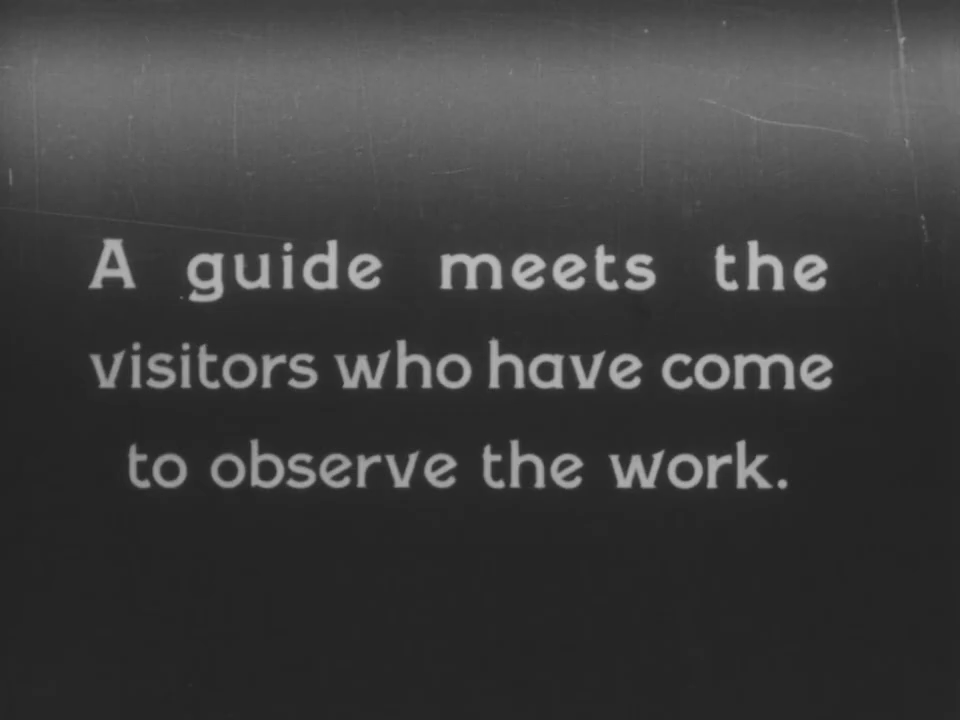 A guide meets the
visitors who have come
to observe the work.